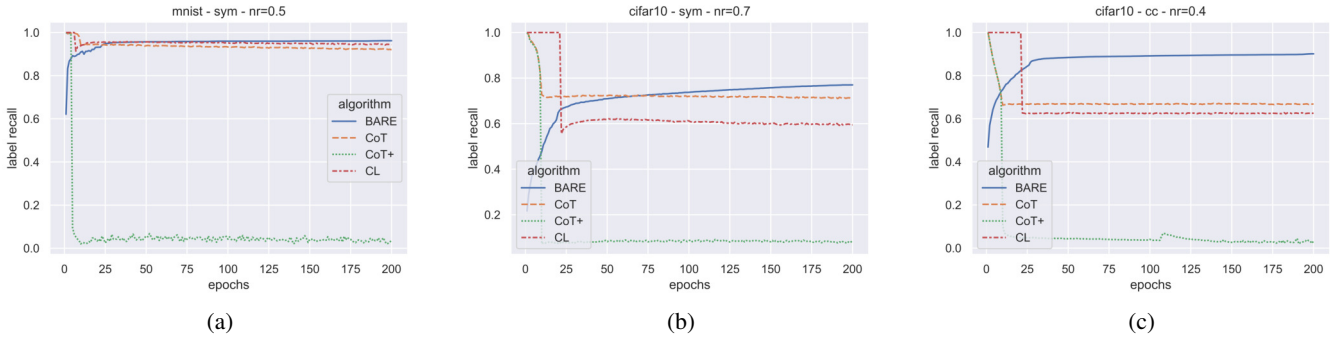 mnist - sym - nr=0.5
1.0
0.8
0.6
0.4
0.2
0.0
label recall
algorithm
BARE
CoT
CoT+
CL
0 25 50 75 100 125 150 175 200
epochs
(a)
cifar10 - sym - nr=0.7
1.0
0.8
0.6
0.4
0.2
label recall
algorithm
BARE
CoT
CoT+
CL
0 25 50 75 100 125 150 175 200
epochs
(b)
cifar10 - cc - nr=0.4
1.0
0.8
0.6
0.4
0.2
0.0
label recall
algorithm
BARE
CoT
CoT+
CL
0 25 50 75 100 125 150 175 200
epochs
(c)